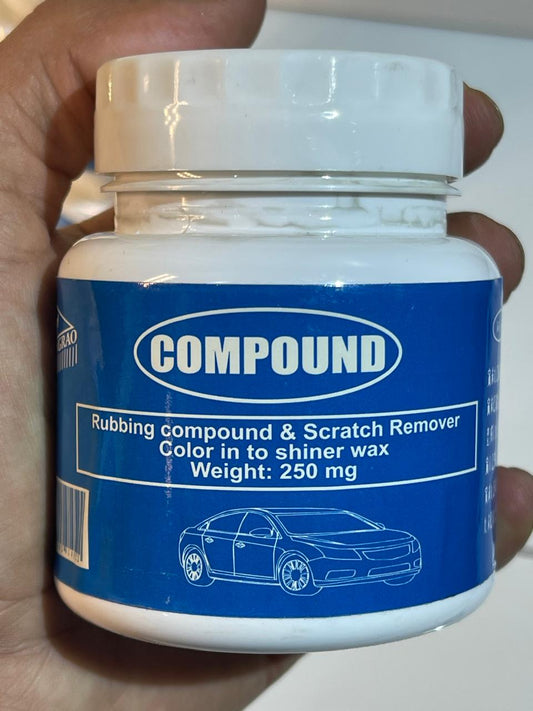 COMPOUND
Rubbing compound & Scratch Remover
Color in to shiner wax
Weight: 250 mg